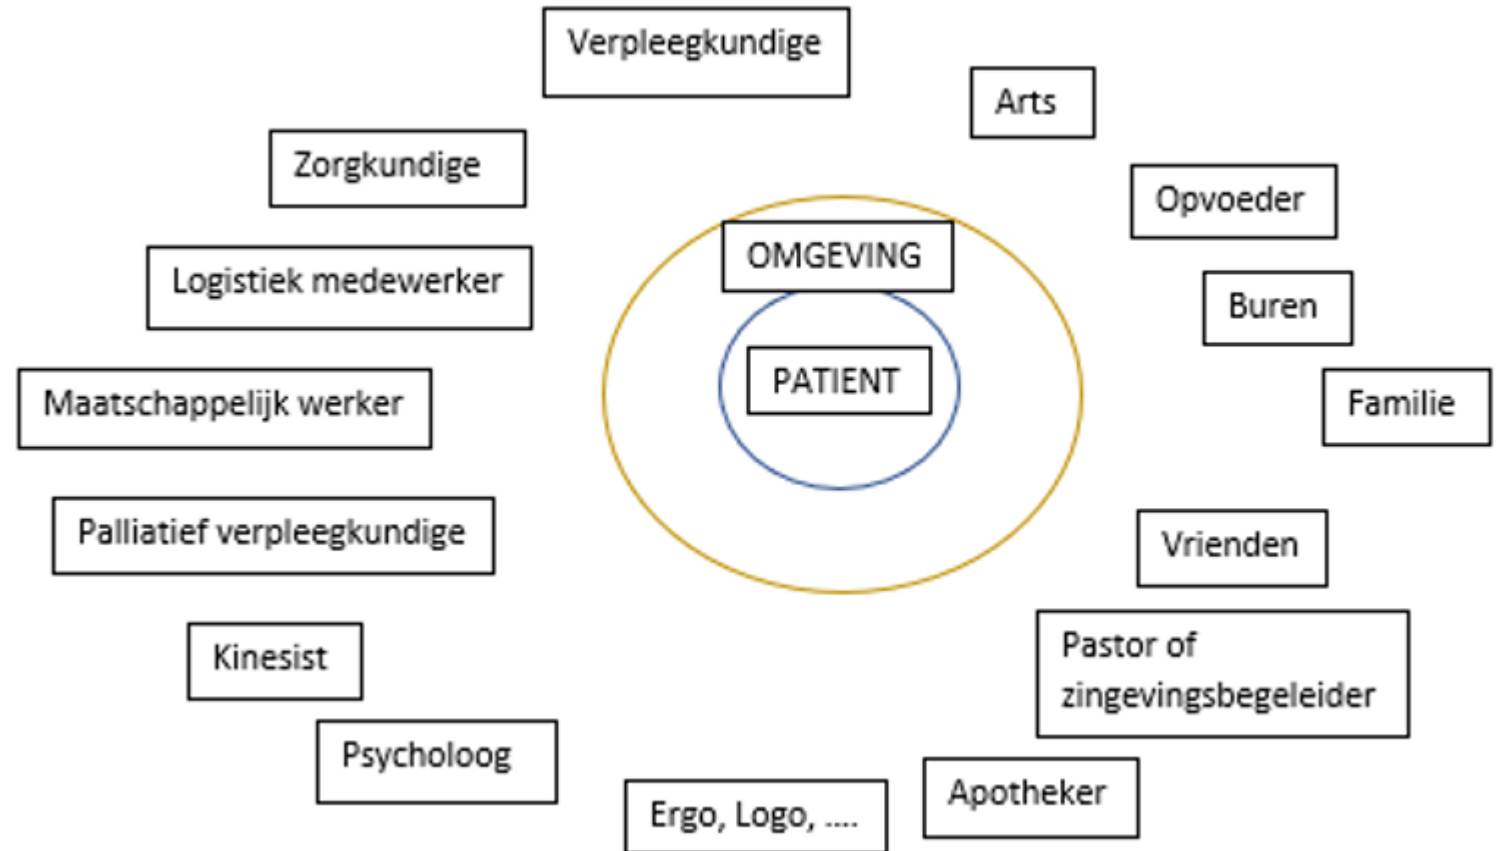 Verpleegkundige
Arts
Zorgkundige
Opvoeder
OMGEVING
Logistiek medewerker
Buren
PATIENT
Maatschappelijk werker
Familie
Palliatief verpleegkundige
Vrienden
Kinesist
Pastor of
zingevingsbegeleider
Psycholoog
Apotheker
Ergo, Logo, ....